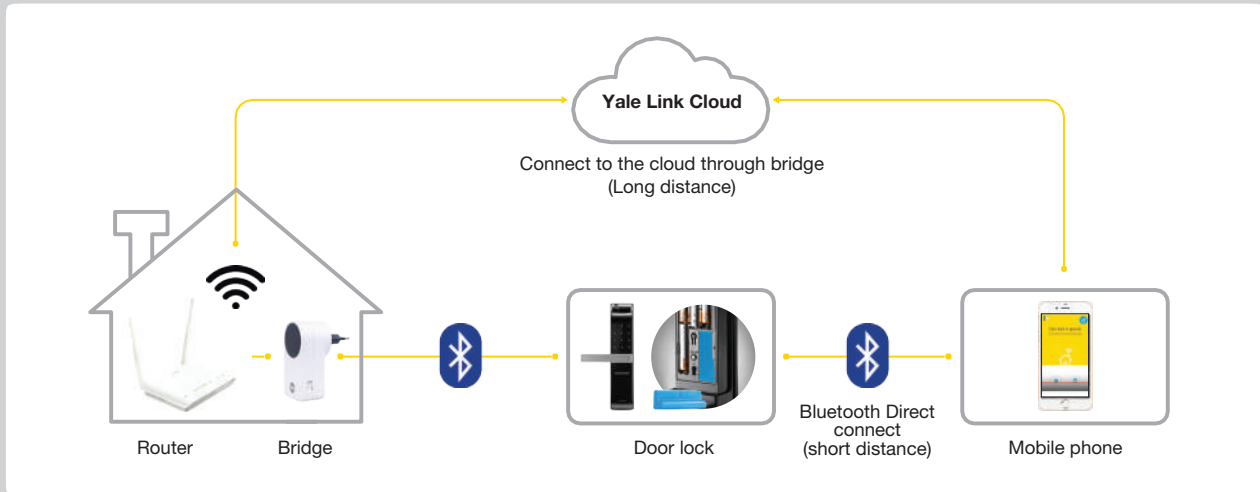 Yale Link Cloud
Connect to the cloud through bridge
(Long distance)
Router
Bridge
Door lock
Bluetooth Direct
connect
(short distance)
Mobile phone